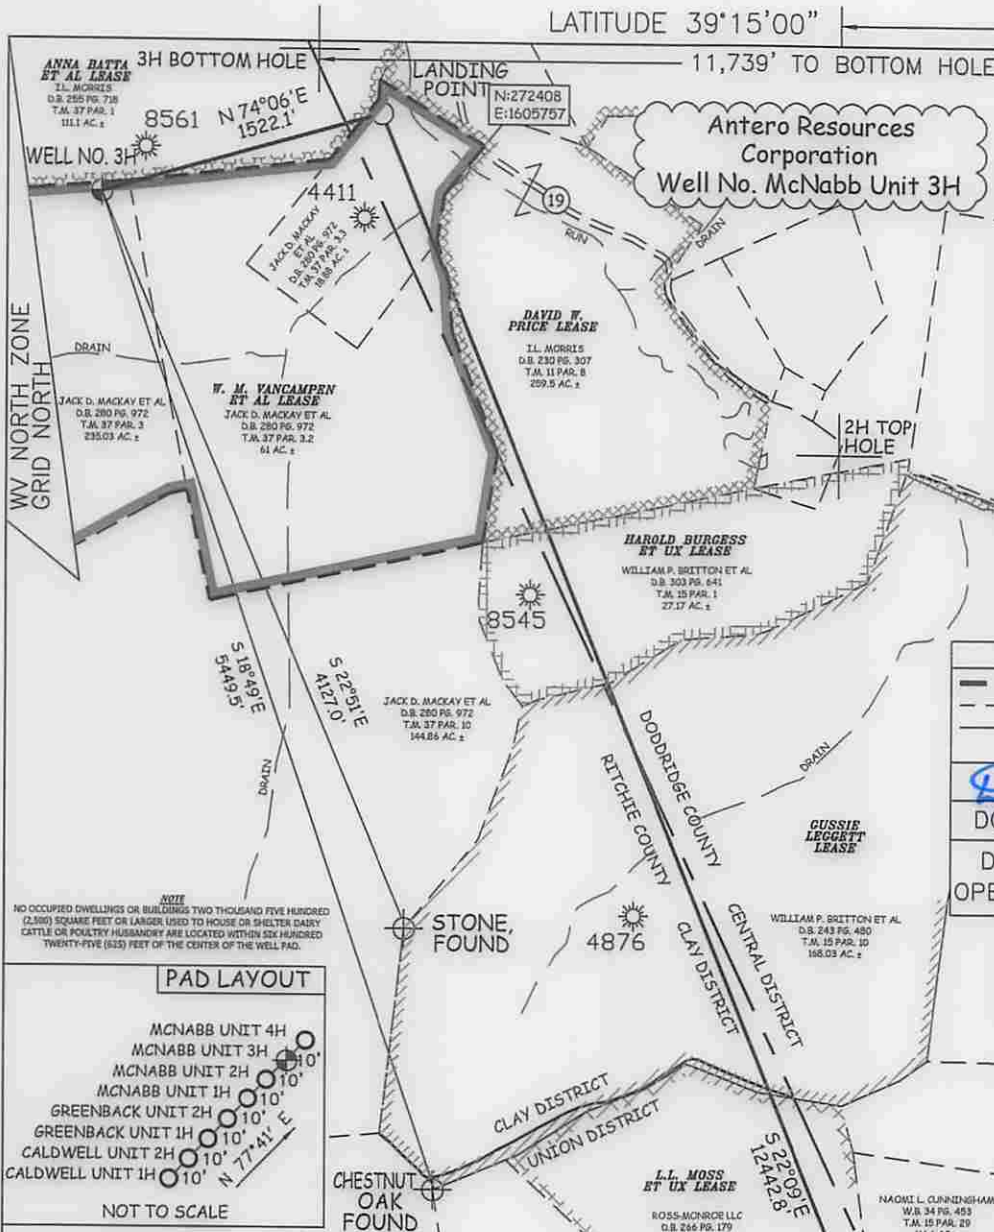 LATITUDE 39°15'00"
11,739' TO BOTTOM HOLE
3H BOTTOM HOLE
ANNA BATTA
ET AL LEASE
I.L. MORRIS
D.B. 255 PG. 718
T.M. 37 PAR. 1
111.1 AC. ±
8561
N 74°06'E
1522.1'
LANDING
POINT
N:272408
E:1605757
Antero Resources
Corporation
Well No. McNabb Unit 3H
WELL NO. 3H
4411
JACK D. MACKAY
ET AL
D.B. 280 PG. 972
T.M. 37 PAR. 3.3
18.88 AC. ±
19
RUN
DRAIN
WV NORTH ZONE
GRID NORTH
DRAIN
DAVID W.
PRICE LEASE
I.L. MORRIS
D.B. 230 PG. 307
T.M. 11 PAR. 8
259.5 AC. ±
W. M. VANCAMPEN
ET AL LEASE
JACK D. MACKAY ET AL
D.B. 280 PG. 972
T.M. 37 PAR. 3.2
61 AC. ±
JACK D. MACKAY ET AL
D.B. 280 PG. 972
T.M. 37 PAR. 3
235.03 AC. ±
2H TOP
HOLE
HAROLD BURGESS
ET UX LEASE
WILLIAM P. BRITTON ET AL
D.B. 303 PG. 641
T.M. 15 PAR. 1
27.17 AC. ±
8545
S 18°49'E
5449.5'
S 22°51'E
4127.0'
JACK D. MACKAY ET AL
D.B. 280 PG. 972
T.M. 37 PAR. 10
144.86 AC. ±
DODDRIDGE COUNTY
RITCHIE COUNTY
DRAIN
DRAIN
GUSSIE
LEGGETT
LEASE
DO
D
OPE
NOTE
NO OCCUPIED DWELLINGS OR BUILDINGS TWO THOUSAND FIVE HUNDRED
(2,500) SQUARE FEET OR LARGER USED TO HOUSE OR SHELTER DAIRY
CATTLE OR POULTRY HUSBANDRY ARE LOCATED WITHIN SIX HUNDRED
TWENTY-FIVE (625) FEET OF THE CENTER OF THE WELL PAD.
STONE,
FOUND
4876
WILLIAM P. BRITTON ET AL
D.B. 243 PG. 480
T.M. 15 PAR. 10
168.03 AC. ±
CENTRAL DISTRICT
CLAY DISTRICT
PAD LAYOUT
MCNABB UNIT 4H
MCNABB UNIT 3H 10'
MCNABB UNIT 2H 10'
MCNABB UNIT 1H 10'
GREENBACK UNIT 2H 10'
GREENBACK UNIT 1H 10'
CALDWELL UNIT 2H 10'
CALDWELL UNIT 1H 10'
N 77°41' E
NOT TO SCALE
CLAY DISTRICT
UNION DISTRICT
CHESTNUT
OAK
FOUND
L.L. MOSS
ET UX LEASE
ROSS-MONROE LLC
D.B. 266 PG. 179
S 22°09'E
12442.8'
NAOMI L. CUNNINGHAM
W.B. 34 PG. 453
T.M. 15 PAR. 29